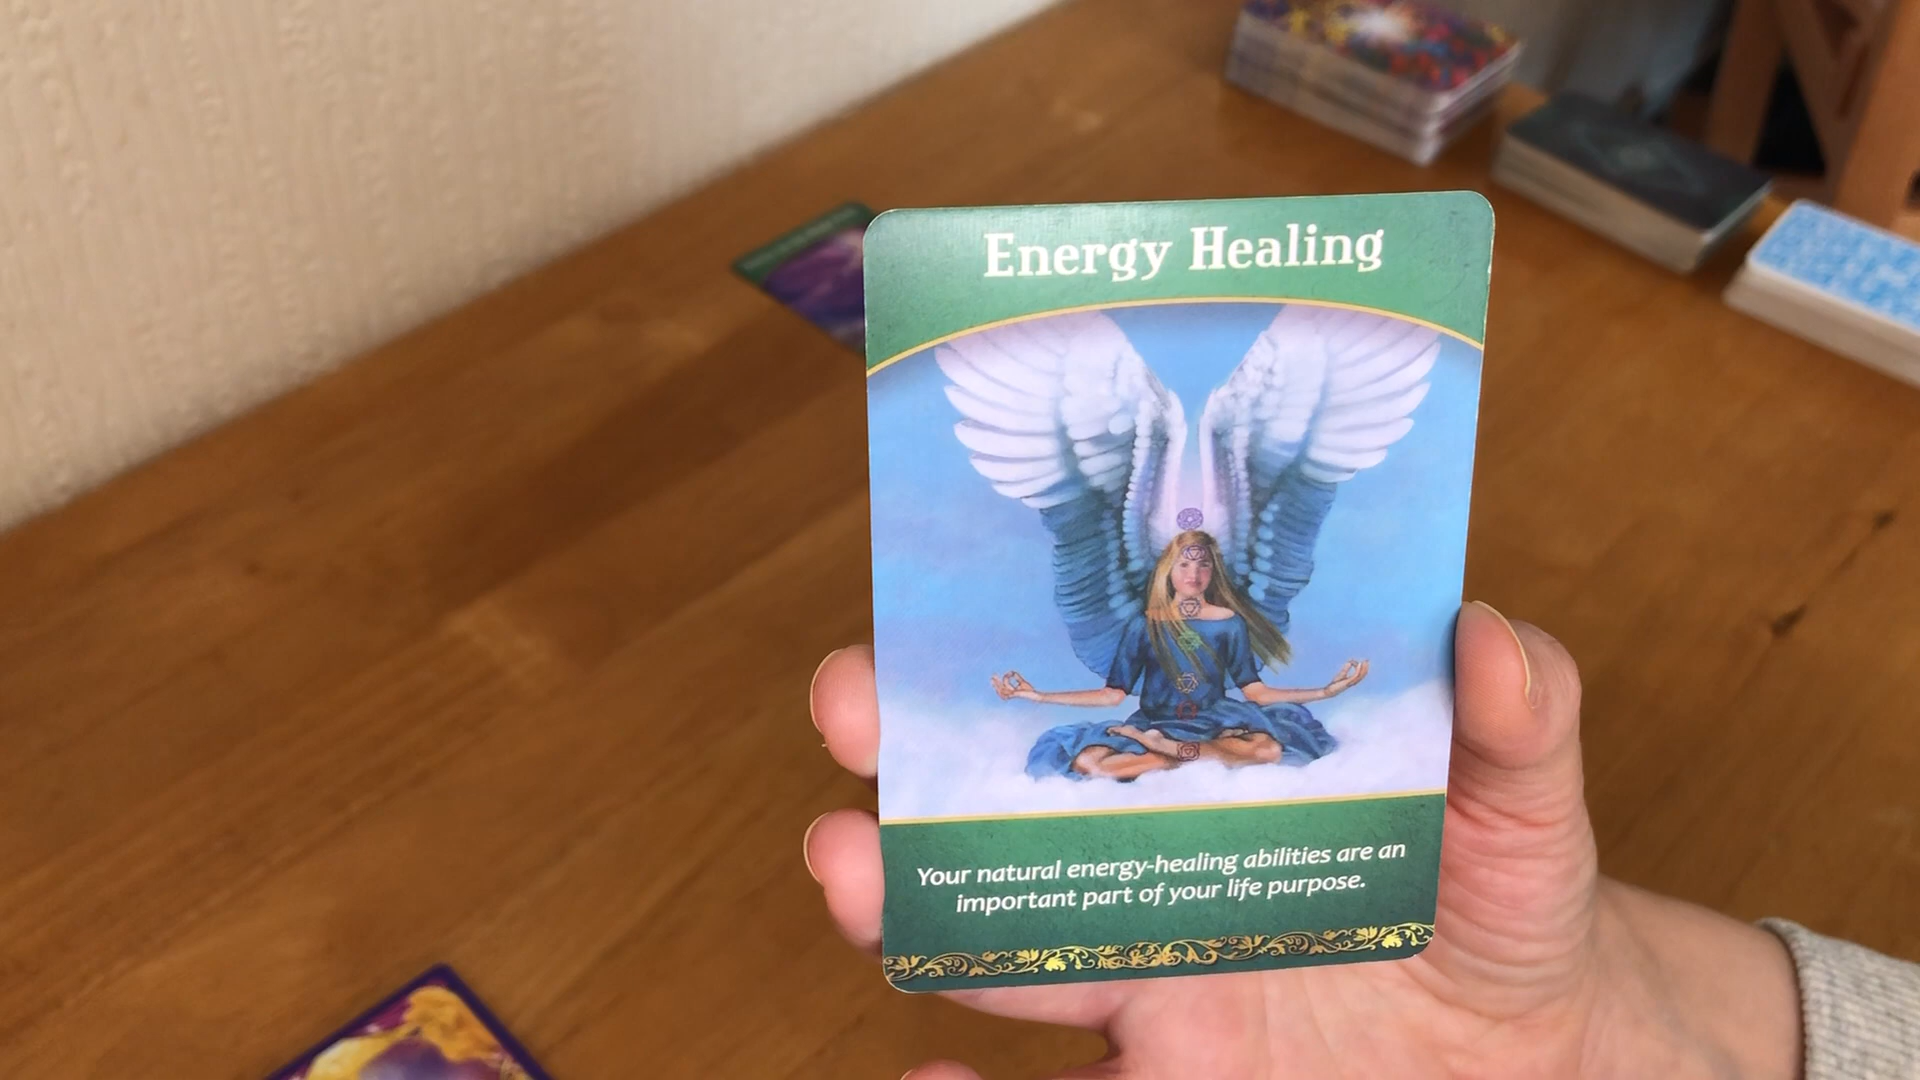 Energy Healing
Your natural energy-healing abilities are an
important part of your life purpose.